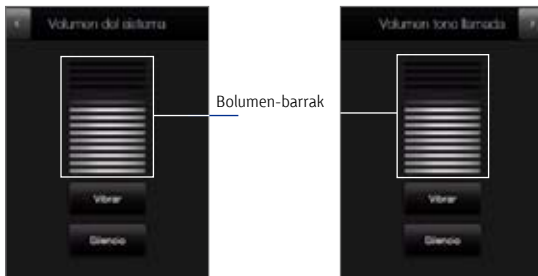 Volumen del sistema
Volumen tono llamada
Bolumen-barrak
Vibrar
Vibrar
Silencio
Silencio